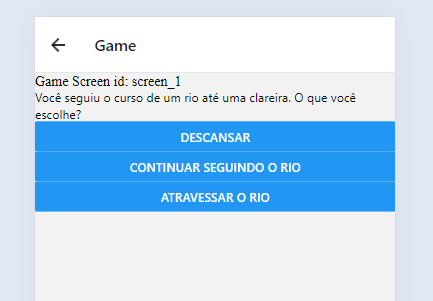 Game
Game Screen id: screen_1
Você seguiu o curso de um rio até uma clareira. O que você
escolhe?
DESCANSAR
CONTINUAR SEGUINDO O RIO
ATRAVESSAR O RIO